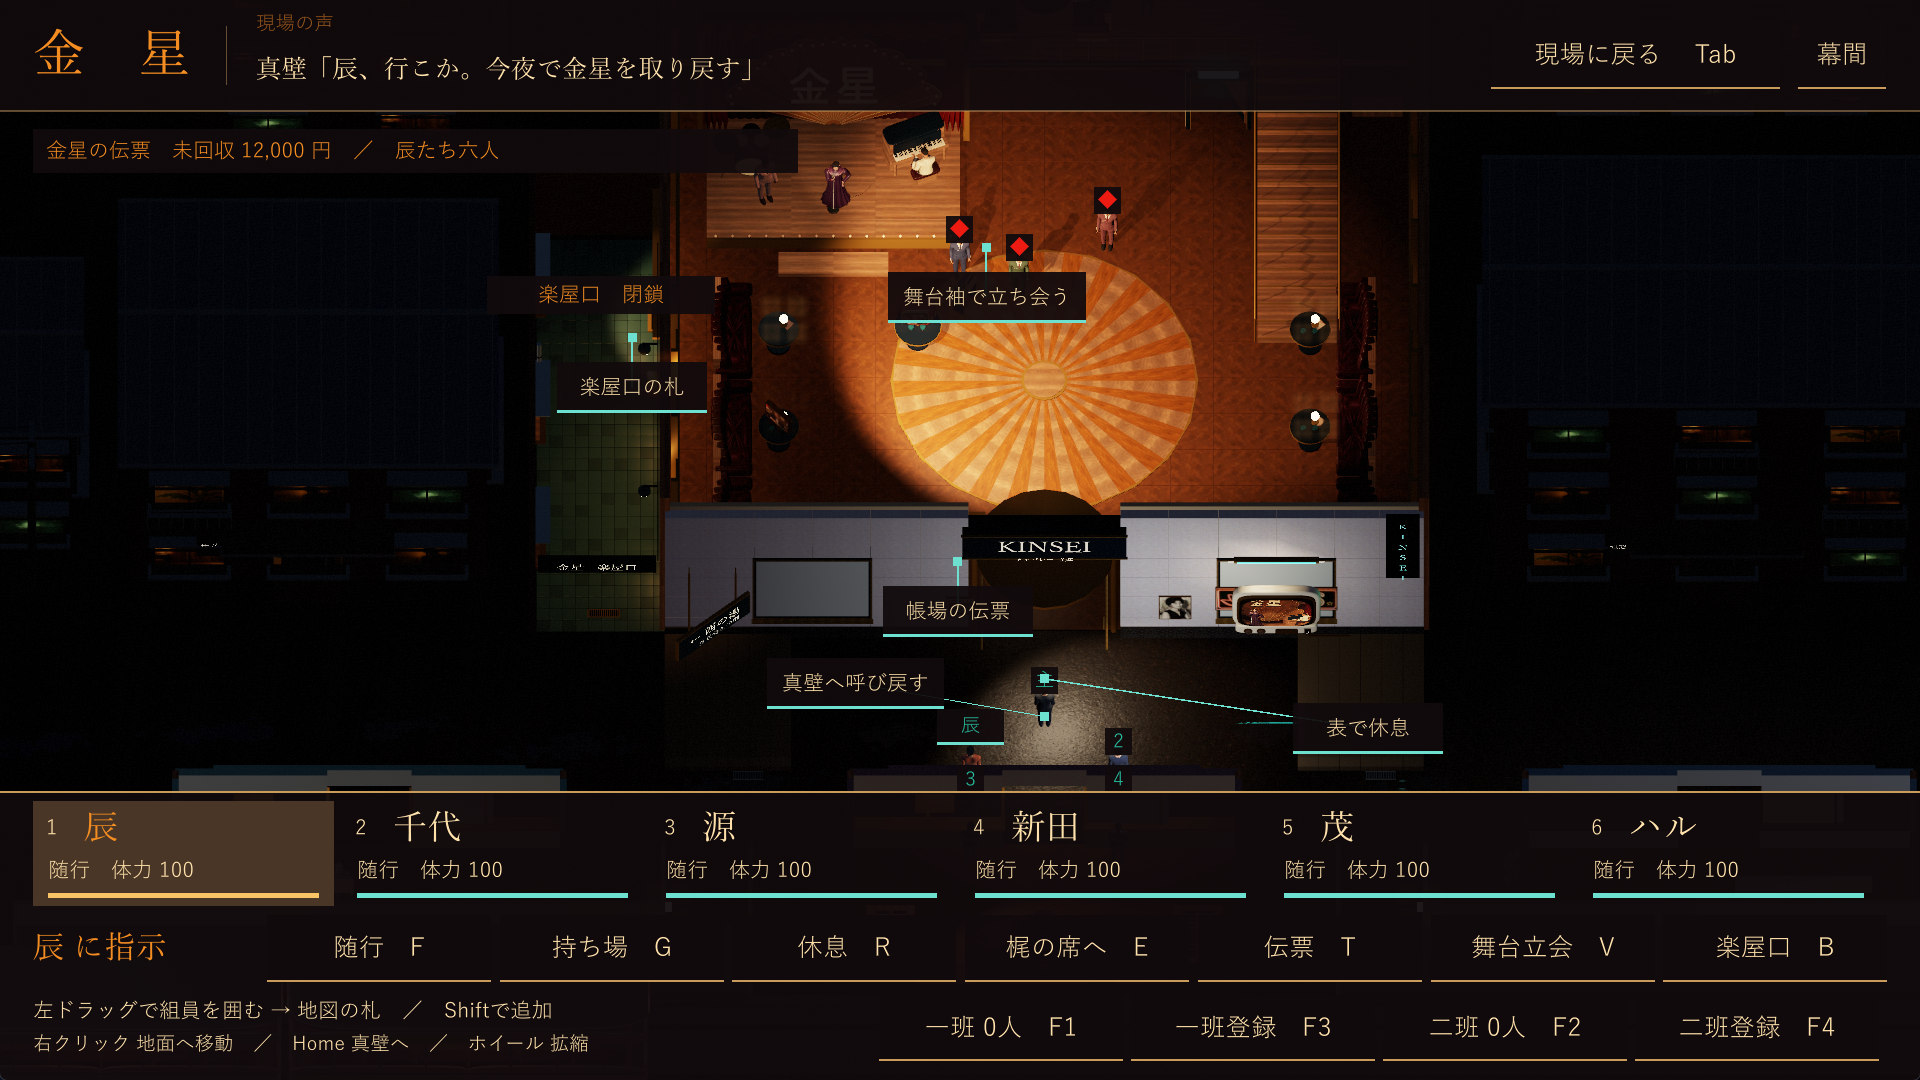 金星
現場の声
真壁「辰、行こか。今夜で金星を取り戻す」
現場に戻る Tab
幕間
金星
金星の伝票 未回収 12,000 円 ／ 辰たち六人
舞台袖で立ち会う
楽屋口 閉鎖
楽屋口の札
KINSEI
KINSEI
金星 楽屋口
金星
帳場の伝票
真壁へ呼び戻す
表で休息
辰
2
3
4
1 辰
随行 体力 100
2 千代
随行 体力 100
3 源
随行 体力 100
4 新田
随行 体力 100
5 茂
随行 体力 100
6 ハル
随行 体力 100
辰 に指示
随行 F
持ち場 G
休息 R
梶の席へ E
伝票 T
舞台立会 V
楽屋口 B
左ドラッグで組員を囲む → 地図の札 ／ Shiftで追加
右クリック 地面へ移動 ／ Home 真壁へ ／ ホイール 拡縮
一班 0人 F1
一班登録 F3
二班 0人 F2
二班登録 F4